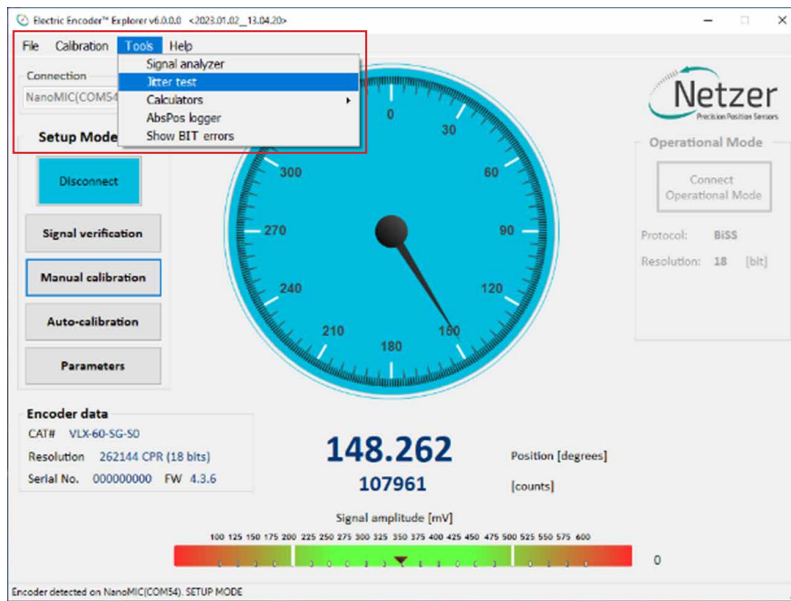 Electric Encoder™ Explorer v6.0.0.0 <2023.01.02_13.04.20>
File Calibration Tools Help
Signal analyzer
Jitter test
Calculators
AbsPos logger
Show BIT errors
Connection
NanoMIC(COM54
Setup Mode
Disconnect
Signal verification
Manual calibration
Auto-calibration
Parameters
0
30
60
90
120
150
180
210
240
270
300
Netzer
Precision Position Sensors
Operational Mode
Connect
Operational Mode
Protocol: BiSS
Resolution: 18 [bit]
Encoder data
CAT# VLX-60-SG-S0
Resolution 262144 CPR (18 bits)
Serial No. 000000000 FW 4.3.6
148.262 Position [degrees]
107961 [counts]
Signal amplitude [mV]
100 125 150 175 200 225 250 275 300 325 350 375 400 425 450 475 500 525 550 575 600
0
Encoder detected on NanoMIC(COM54). SETUP MODE